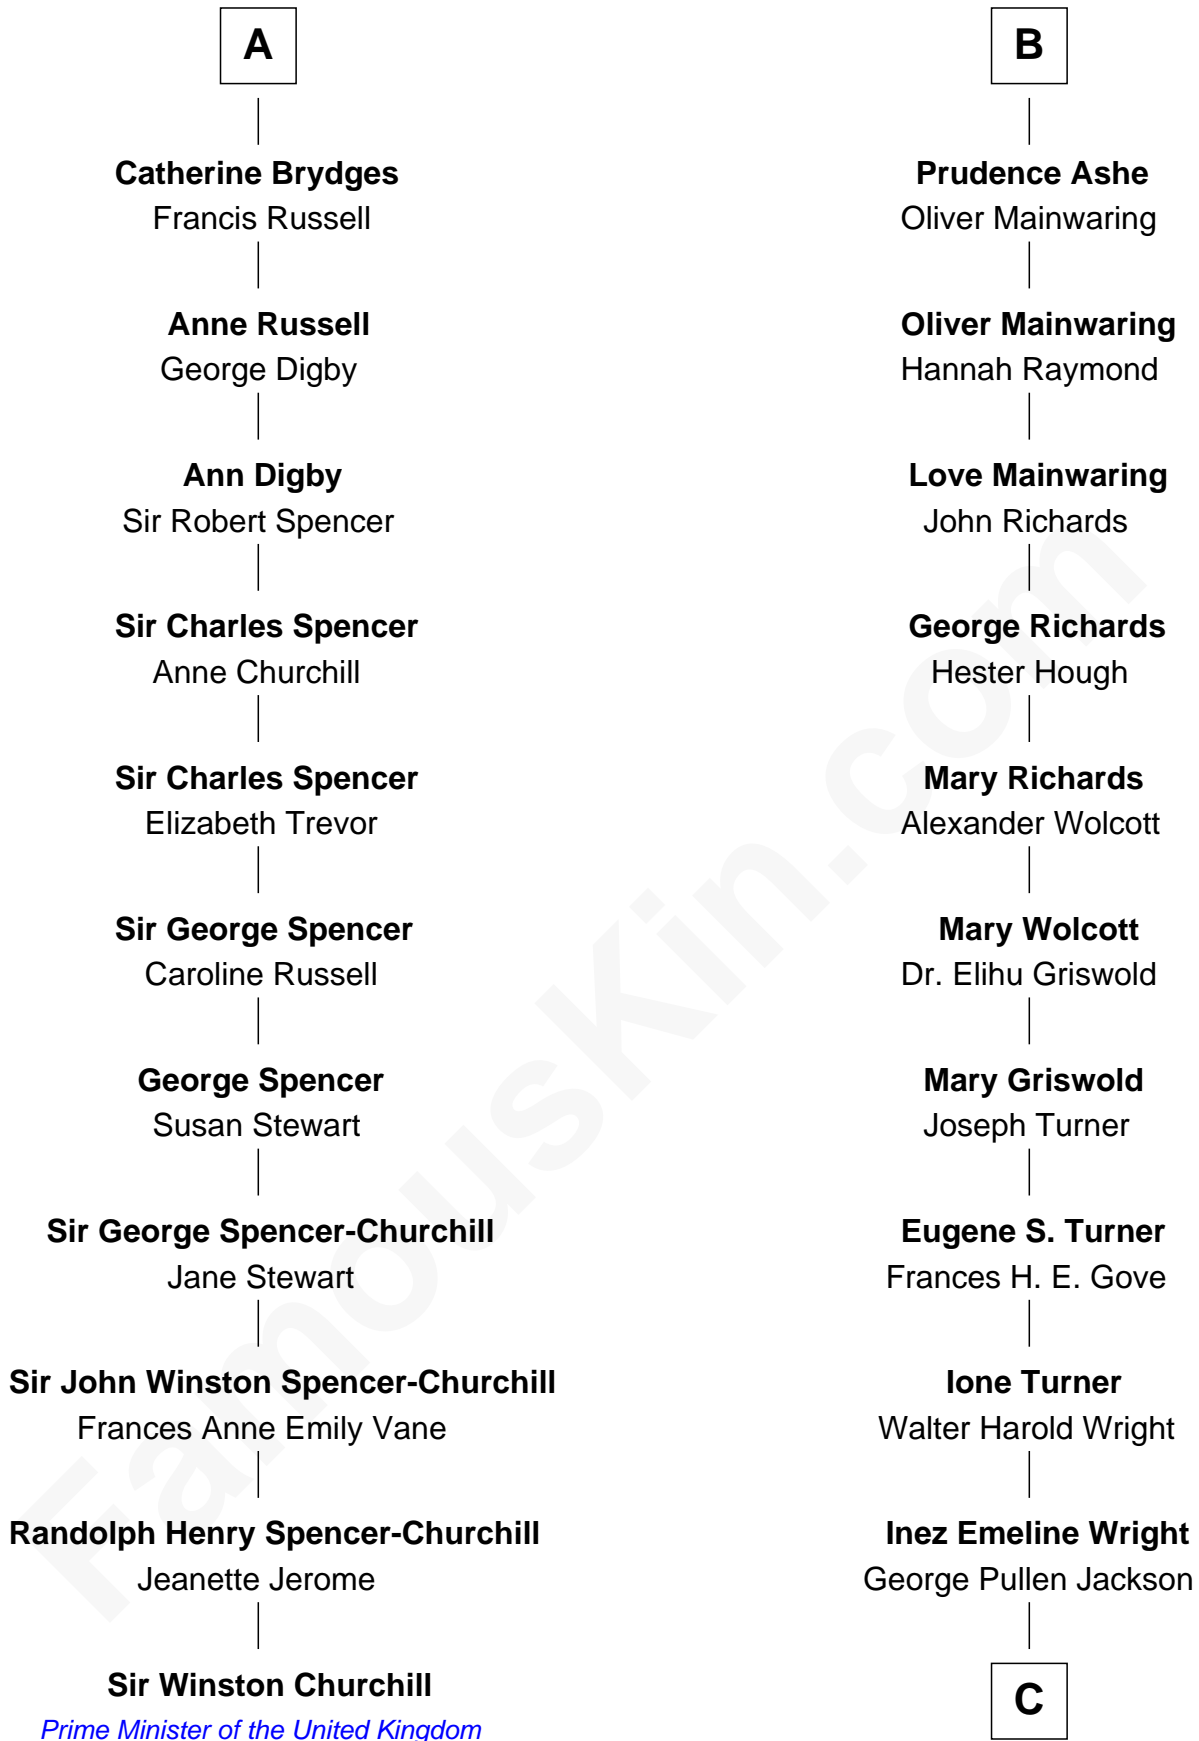 A
Catherine Brydges
Francis Russell
Anne Russell
George Digby
Ann Digby
Sir Robert Spencer
Sir Charles Spencer
Anne Churchill
Sir Charles Spencer
Elizabeth Trevor
Sir George Spencer
Caroline Russell
George Spencer
Susan Stewart
Sir George Spencer-Churchill
Jane Stewart
Sir John Winston Spencer-Churchill
Frances Anne Emily Vane
Randolph Henry Spencer-Churchill
Jeanette Jerome
Sir Winston Churchill
Prime Minister of the United Kingdom
B
Prudence Ashe
Oliver Mainwaring
Oliver Mainwaring
Hannah Raymond
Love Mainwaring
John Richards
George Richards
Hester Hough
Mary Richards
Alexander Wolcott
Mary Wolcott
Dr. Elihu Griswold
Mary Griswold
Joseph Turner
Eugene S. Turner
Frances H. E. Gove
Ione Turner
Walter Harold Wright
Inez Emeline Wright
George Pullen Jackson
C
FamousKin.com